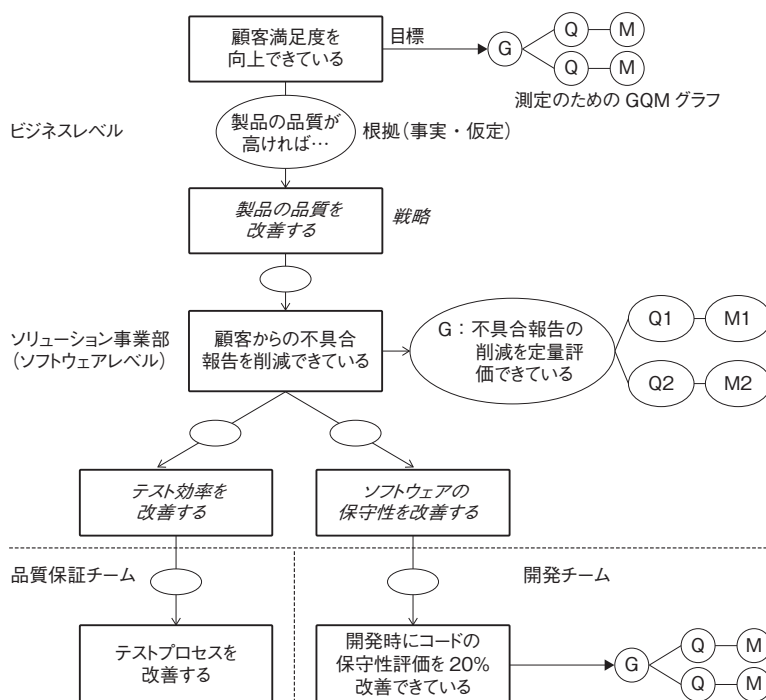 顧客満足度を
向上できている
目標
G
Q
M
Q
M
測定のための GQM グラフ
ビジネスレベル
製品の品質が
高ければ…
根拠(事実・仮定)
製品の品質を
改善する
戦略
ソリューション事業部
(ソフトウェアレベル)
顧客からの不具合
報告を削減できている
G：不具合報告の
削減を定量評
価できている
Q1
M1
Q2
M2
テスト効率を
改善する
ソフトウェアの
保守性を改善する
品質保証チーム
開発チーム
テストプロセスを
改善する
開発時にコードの
保守性評価を 20%
改善できている
G
Q
M
Q
M